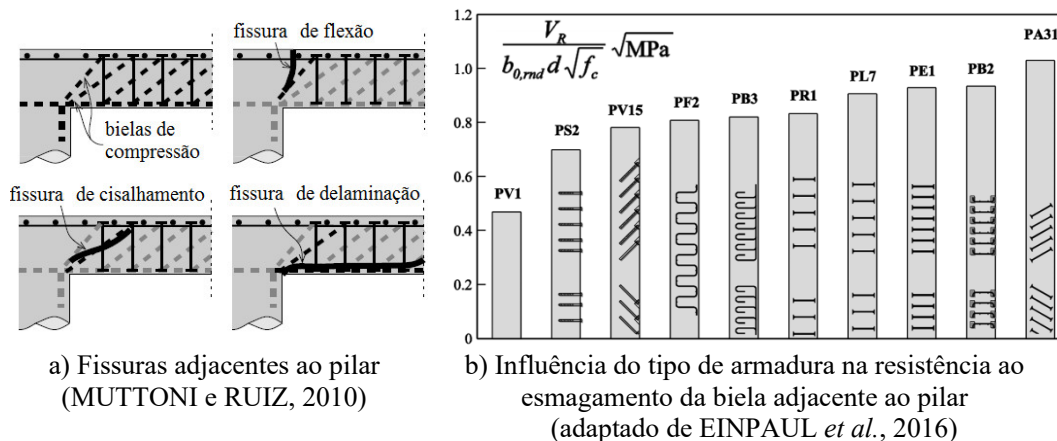 fissura de flexão
bielas de
compressão
fissura de cisalhamento
fissura de delaminação
a) Fissuras adjacentes ao pilar
(MUTTONI e RUIZ, 2010)
V_R
b_{0,rnd} d √f_c
√MPa
1.2
1.0
0.8
0.6
0.4
0.2
0
PV1
PS2
PV15
PF2
PB3
PR1
PL7
PE1
PB2
PA31
b) Influência do tipo de armadura na resistência ao
esmagamento da biela adjacente ao pilar
(adaptado de EINPAUL et al., 2016)